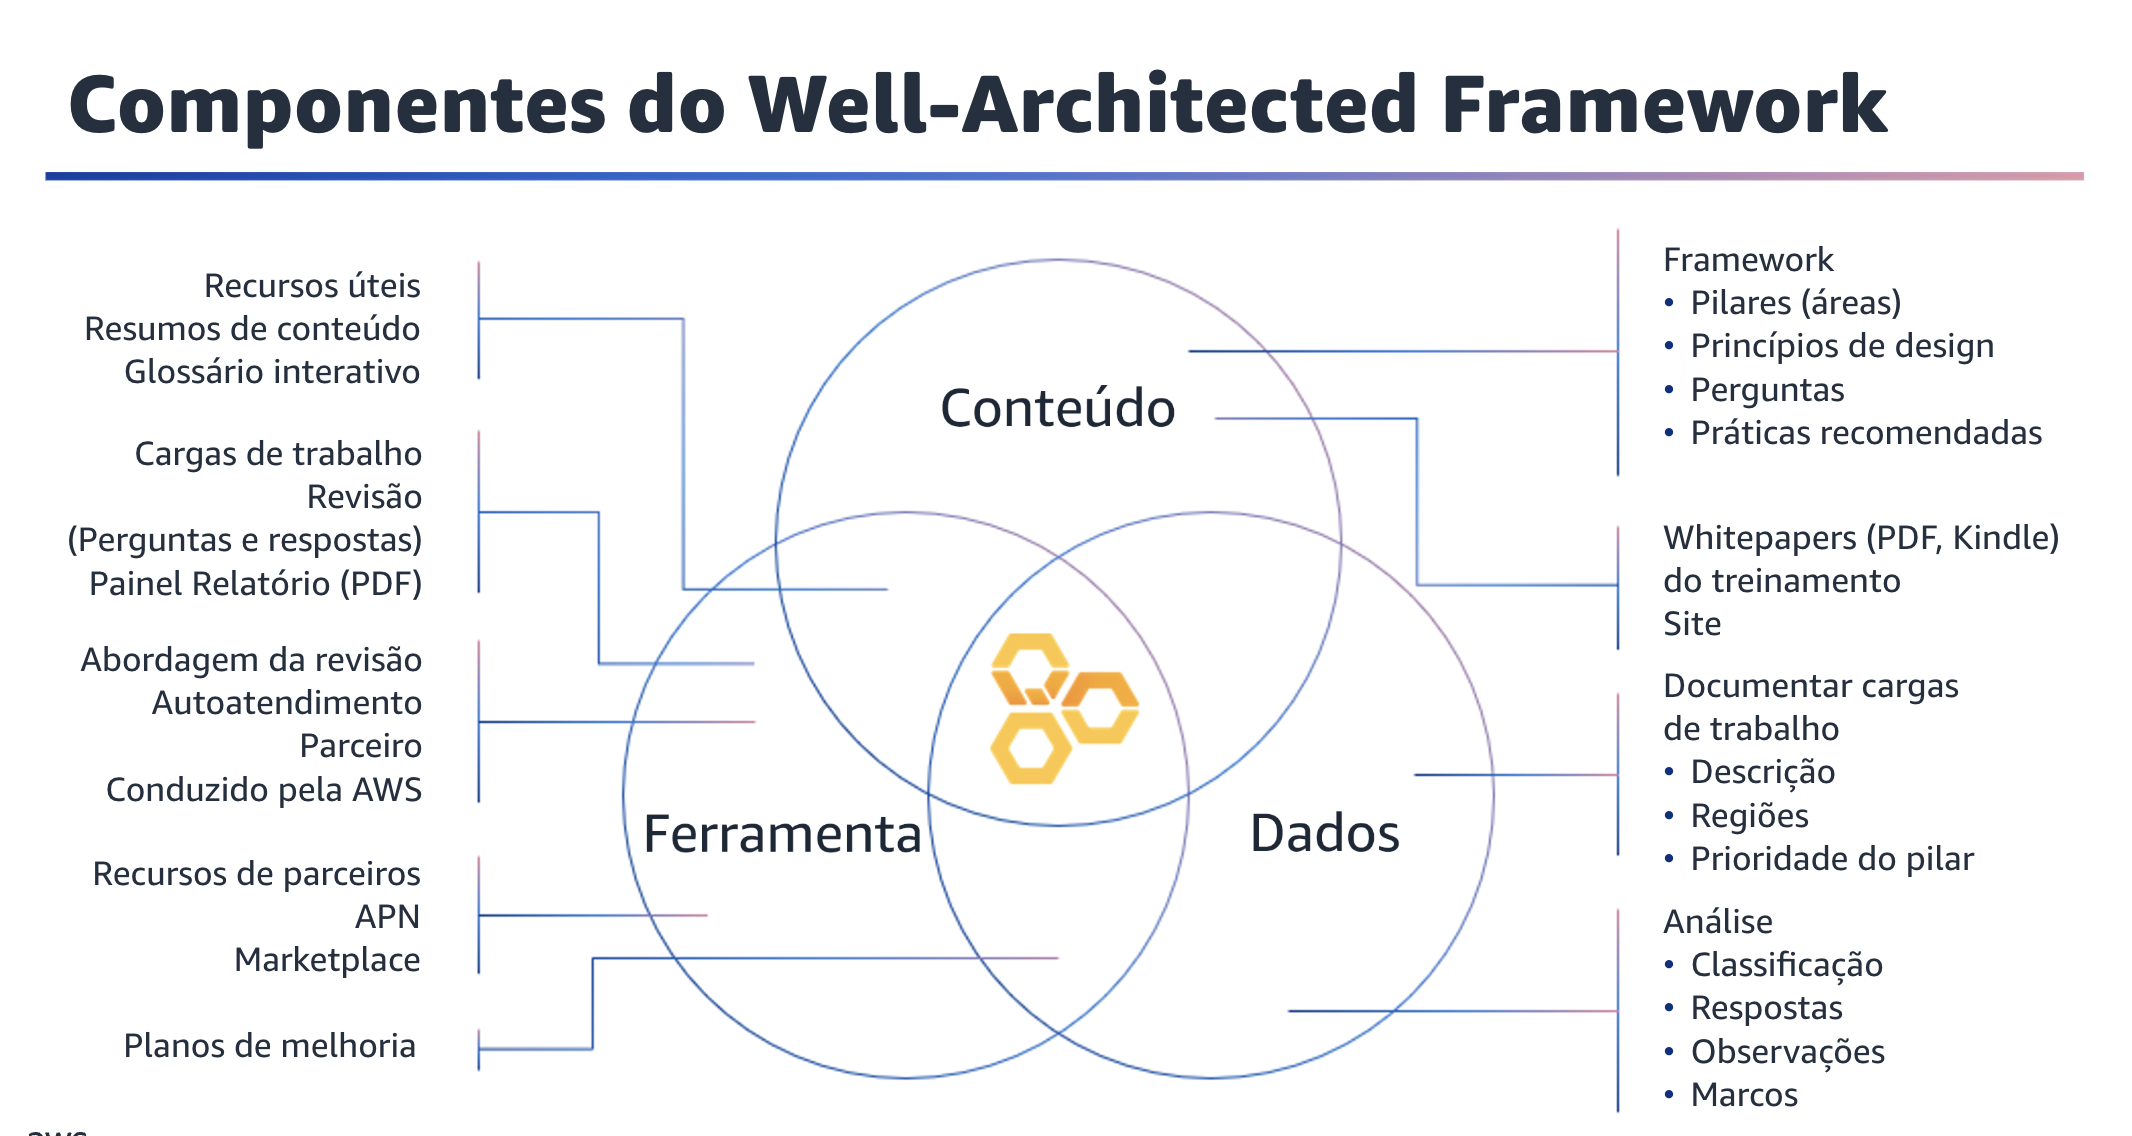 Componentes do Well-Architected Framework
Recursos úteis
Resumos de conteúdo
Glossário interativo
Cargas de trabalho
Revisão
(Perguntas e respostas)
Painel Relatório (PDF)
Abordagem da revisão
Autoatendimento
Parceiro
Conduzido pela AWS
Recursos de parceiros
APN
Marketplace
Planos de melhoria
Conteúdo
Ferramenta
Dados
Framework
• Pilares (áreas)
• Princípios de design
• Perguntas
• Práticas recomendadas
Whitepapers (PDF, Kindle)
do treinamento
Site
Documentar cargas
de trabalho
• Descrição
• Regiões
• Prioridade do pilar
Análise
• Classificação
• Respostas
• Observações
• Marcos
aws